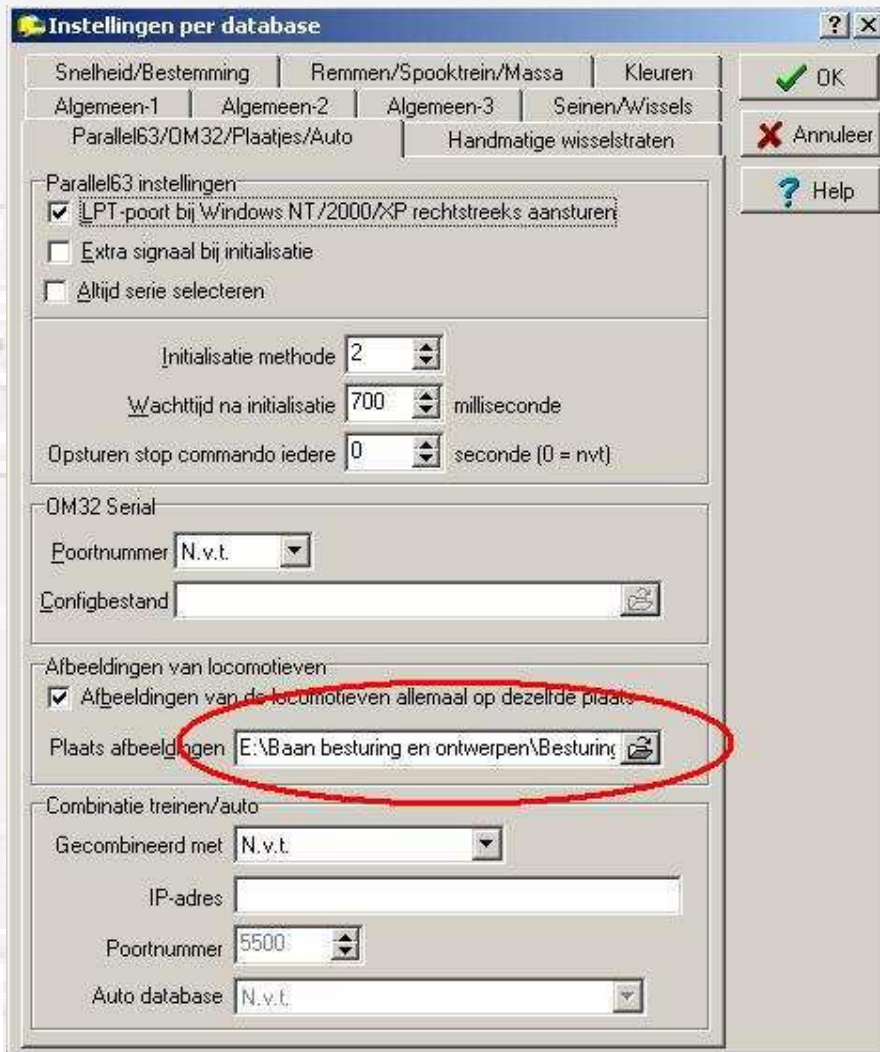 Instellingen per database
Snelheid/Bestemming Remmen/Spooktrein/Massa Kleuren
Algemeen-1 Algemeen-2 Algemeen-3 Seinen/Wissels
Parallel63/OM32/Plaatjes/Auto Handmatige wisselstraten
OK
Annuleer
Help
Parallel63 instellingen
LPT-poort bij Windows NT/2000/XP rechtstreeks aansturen
Extra signaal bij initialisatie
Altijd serie selecteren
Initialisatie methode 2
Wachttijd na initialisatie 700 milliseconde
Opsturen stop commando iedere 0 seconde (0 = nvt)
OM32 Serial
Poortnummer N.v.t.
Configbestand
Afbeeldingen van locomotieven
Afbeeldingen van de locomotieven allemaal op dezelfde plaats
Plaats afbeeldingen E:\Baan besturing en ontwerpen\Besturing
Combinatie treinen/auto
Gecombineerd met N.v.t.
IP-adres
Poortnummer 5500
Auto database N.v.t.